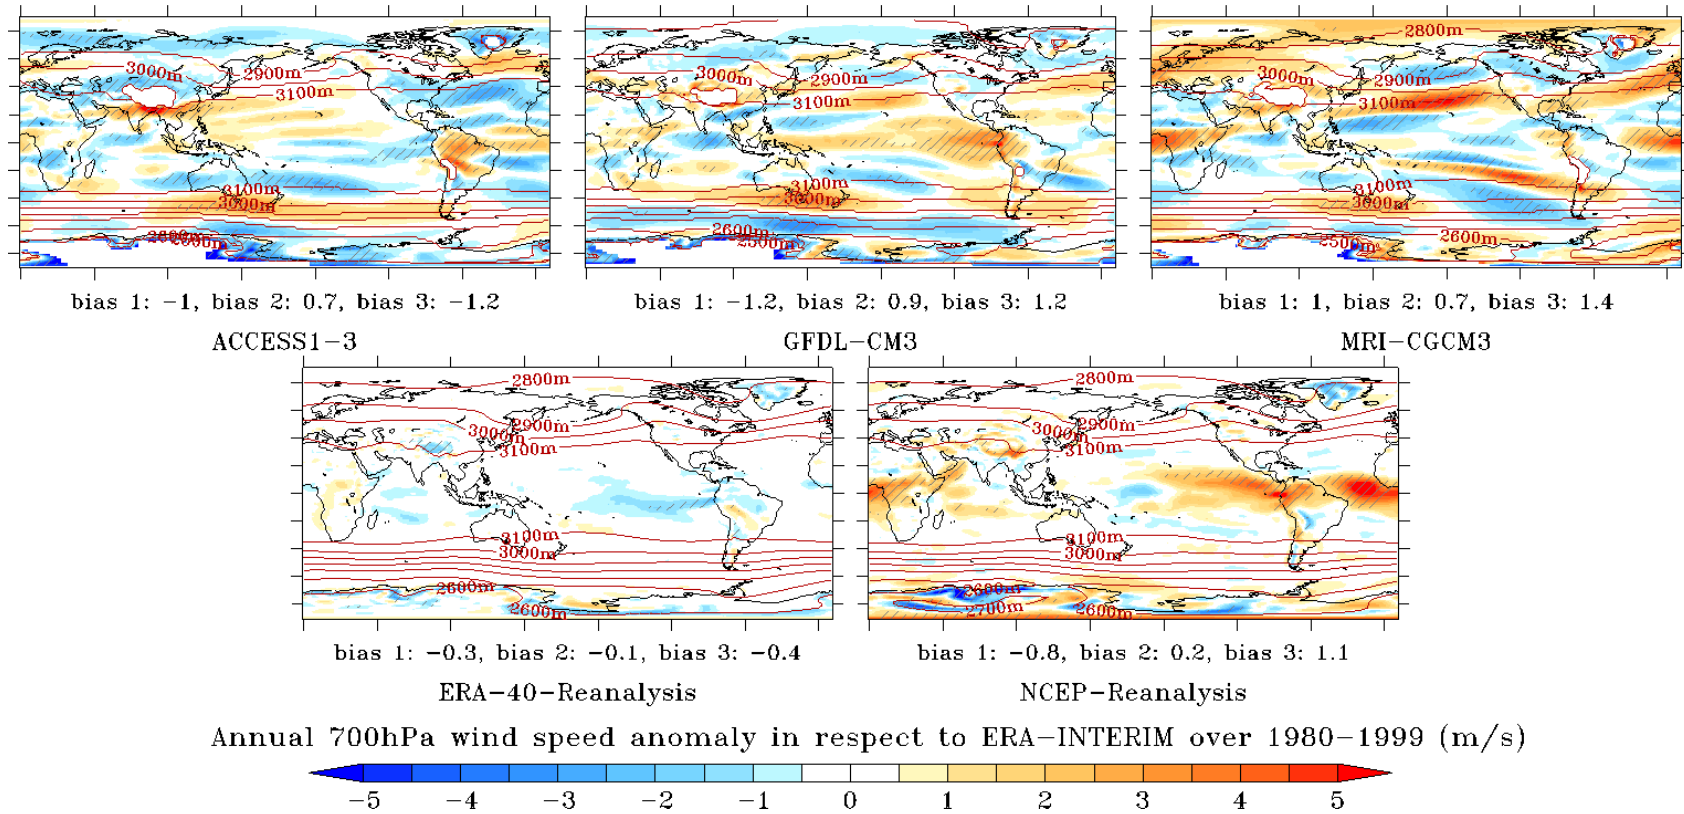 2800m
3000m 2900m
3100m
3000m 2900m
3100m
3000m 2900m
3100m
3100m
3000m
2600m
2500m
3100m
3000m
2600m
2500m
3100m
3000m
2500m 2600m
bias 1: −1, bias 2: 0.7, bias 3: −1.2
bias 1: −1.2, bias 2: 0.9, bias 3: 1.2
bias 1: 1, bias 2: 0.7, bias 3: 1.4
ACCESS1−3
GFDL−CM3
MRI−CGCM3
2800m
3000m 2900m
3100m
3100m
3000m
2600m
2600m
2800m
3000m 2900m
3100m
3100m
3000m
2600m
2700m 2600m
bias 1: −0.3, bias 2: −0.1, bias 3: −0.4
bias 1: −0.8, bias 2: 0.2, bias 3: 1.1
ERA−40−Reanalysis
NCEP−Reanalysis
Annual 700hPa wind speed anomaly in respect to ERA−INTERIM over 1980−1999 (m/s)
−5 −4 −3 −2 −1 0 1 2 3 4 5